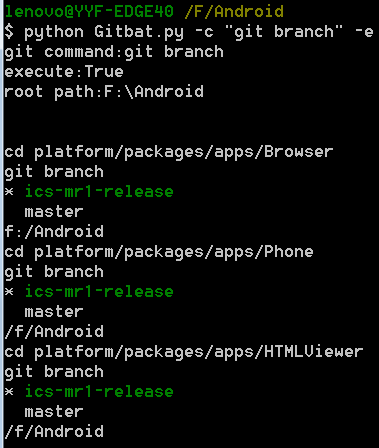 lenovo@YYF-EDGE40 /F/Android
$ python Gitbat.py -c "git branch" -e
git command:git branch
execute:True
root path:F:\Android
cd platform/packages/apps/Browser
git branch
* ics-mr1-release
  master
f:/Android
cd platform/packages/apps/Phone
git branch
* ics-mr1-release
  master
/f/Android
cd platform/packages/apps/HTMLViewer
git branch
* ics-mr1-release
  master
/f/Android